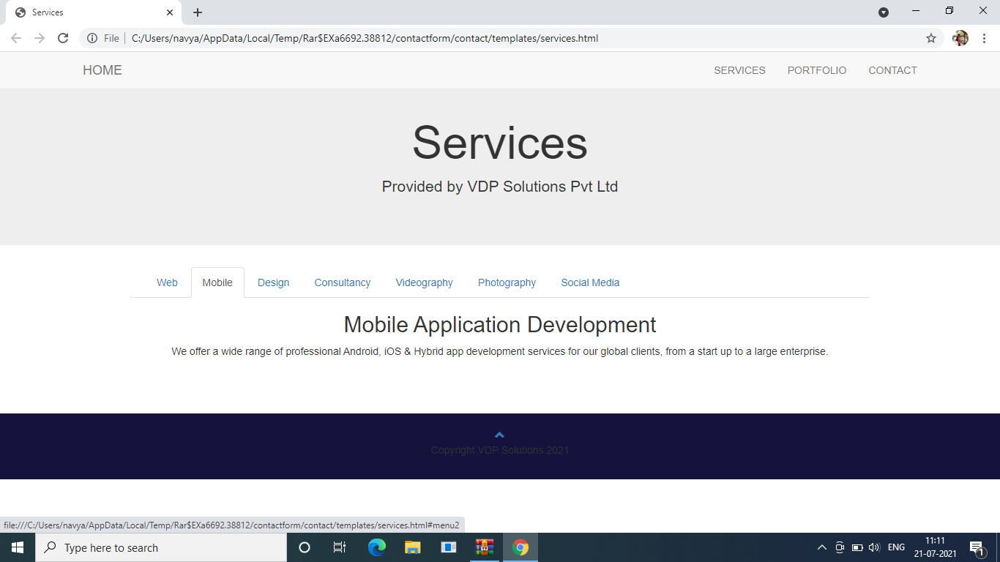 Services
File C:/Users/navya/AppData/Local/Temp/Rar$EXa6692.38812/contactform/contact/templates/services.html
HOME SERVICES PORTFOLIO CONTACT
Services
Provided by VDP Solutions Pvt Ltd
Web Mobile Design Consultancy Videography Photography Social Media
Mobile Application Development
We offer a wide range of professional Android, iOS & Hybrid app development services for our global clients, from a start up to a large enterprise.
Copyright VDP Solutions 2021
file:///C:/Users/navya/AppData/Local/Temp/Rar$EXa6692.38812/contactform/contact/templates/services.html#menu2
Type here to search
ENG
11:11
21-07-2021
1